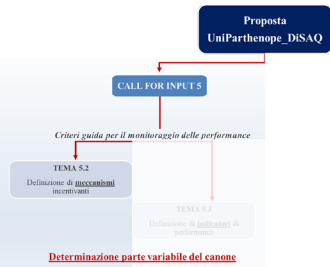 Proposta
UniParthenope_DiSAQ
CALL FOR INPUT 5
Criteri guida per il monitoraggio delle performance
TEMA 5.2
Definizione di meccanismi
incentivanti
TEMA 5.3
Definizione di indicatori di
performance
Determinazione parte variabile del canone